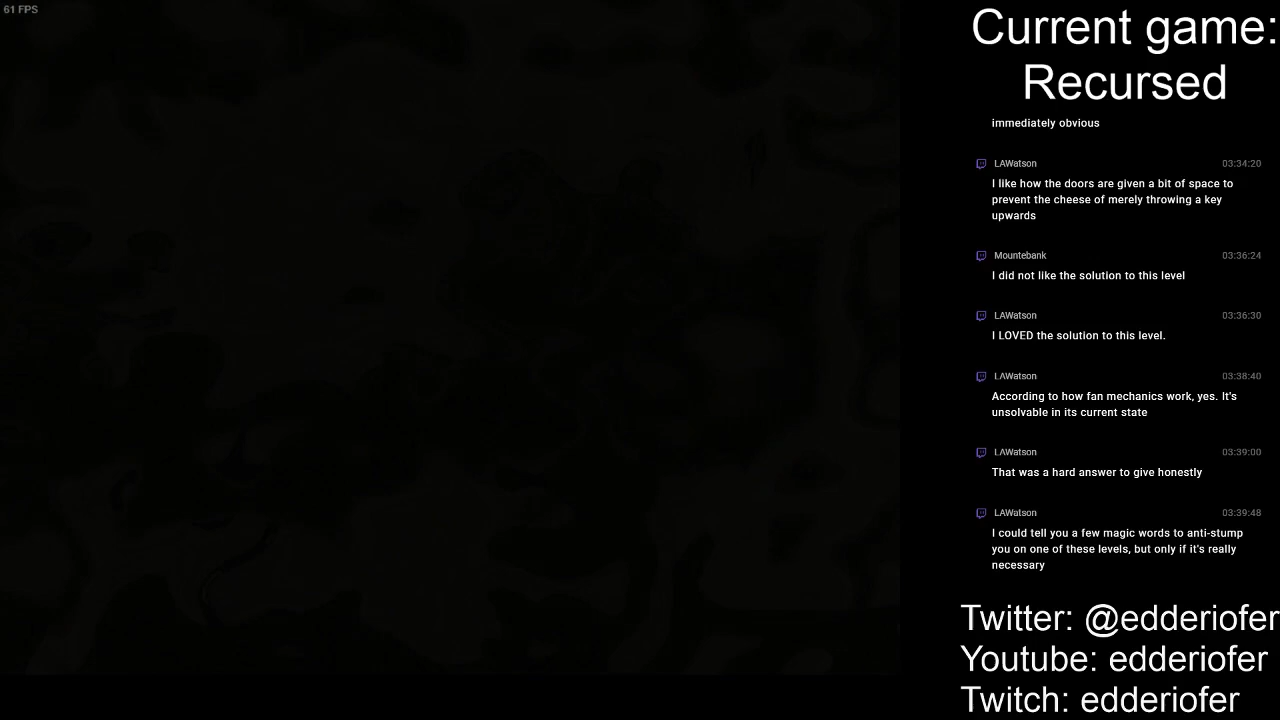 61 FPS
Current game:
Recursed
immediately obvious
LAWatson 03:34:20
I like how the doors are given a bit of space to
prevent the cheese of merely throwing a key
upwards
Mountebank 03:36:24
I did not like the solution to this level
LAWatson 03:36:30
I LOVED the solution to this level.
LAWatson 03:38:40
According to how fan mechanics work, yes. It's
unsolvable in its current state
LAWatson 03:39:00
That was a hard answer to give honestly
LAWatson 03:39:48
I could tell you a few magic words to anti-stump
you on one of these levels, but only if it's really
necessary
Twitter: @edderiofer
Youtube: edderiofer
Twitch: edderiofer